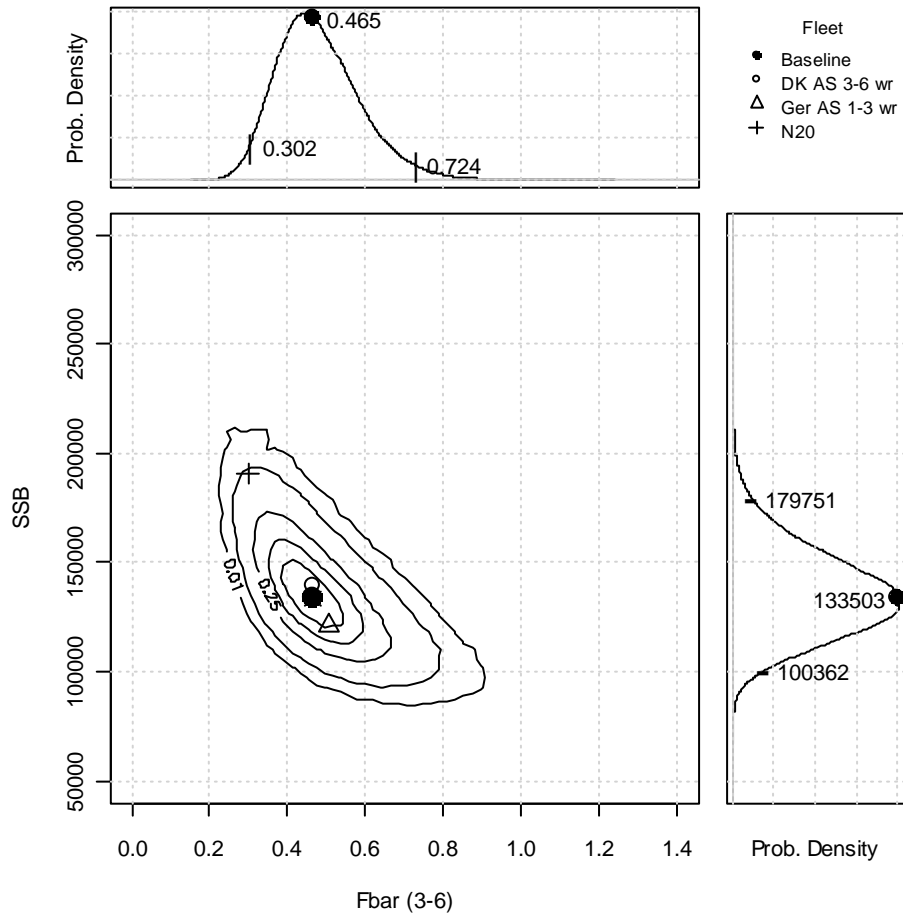 Prob. Density
0.465
0.302
0.724
Fleet
Baseline
DK AS 3-6 wr
Ger AS 1-3 wr
N20
SSB
300000
250000
200000
150000
100000
50000
0.01
0.25
179751
133503
100362
0.0 0.2 0.4 0.6 0.8 1.0 1.2 1.4
Fbar (3-6)
Prob. Density